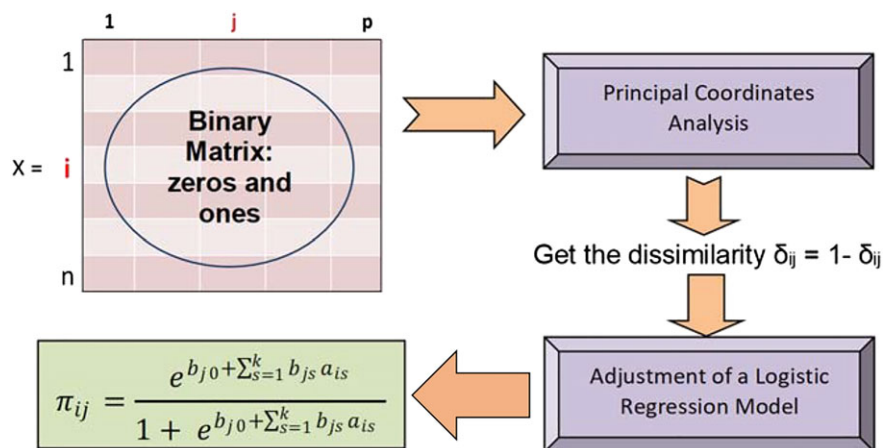 1 j p
1
Binary
Matrix:
zeros and
ones
X = i
n
Principal Coordinates
Analysis
Get the dissimilarity δij = 1- δij
Adjustment of a Logistic
Regression Model
πij = e^(bj0+∑_{s=1}^{k} bjs ais) / (1 + e^(bj0+∑_{s=1}^{k} bjs ais))